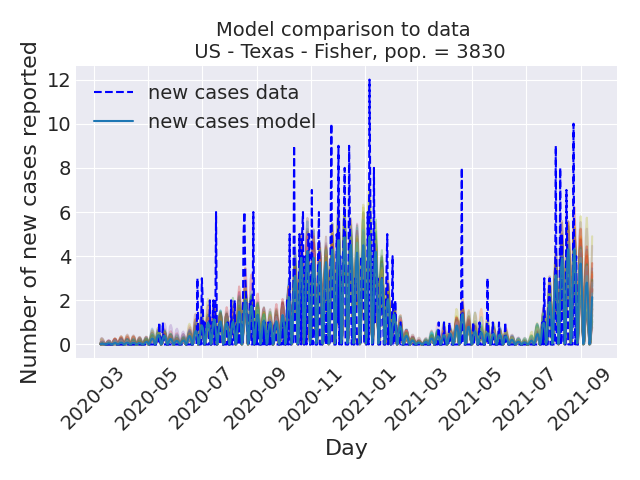 Model comparison to data
US - Texas - Fisher, pop. = 3830
Number of new cases reported
12
10
8
6
4
2
0
new cases data
new cases model
2020-03
2020-05
2020-07
2020-09
2020-11
2021-01
2021-03
2021-05
2021-07
2021-09
Day